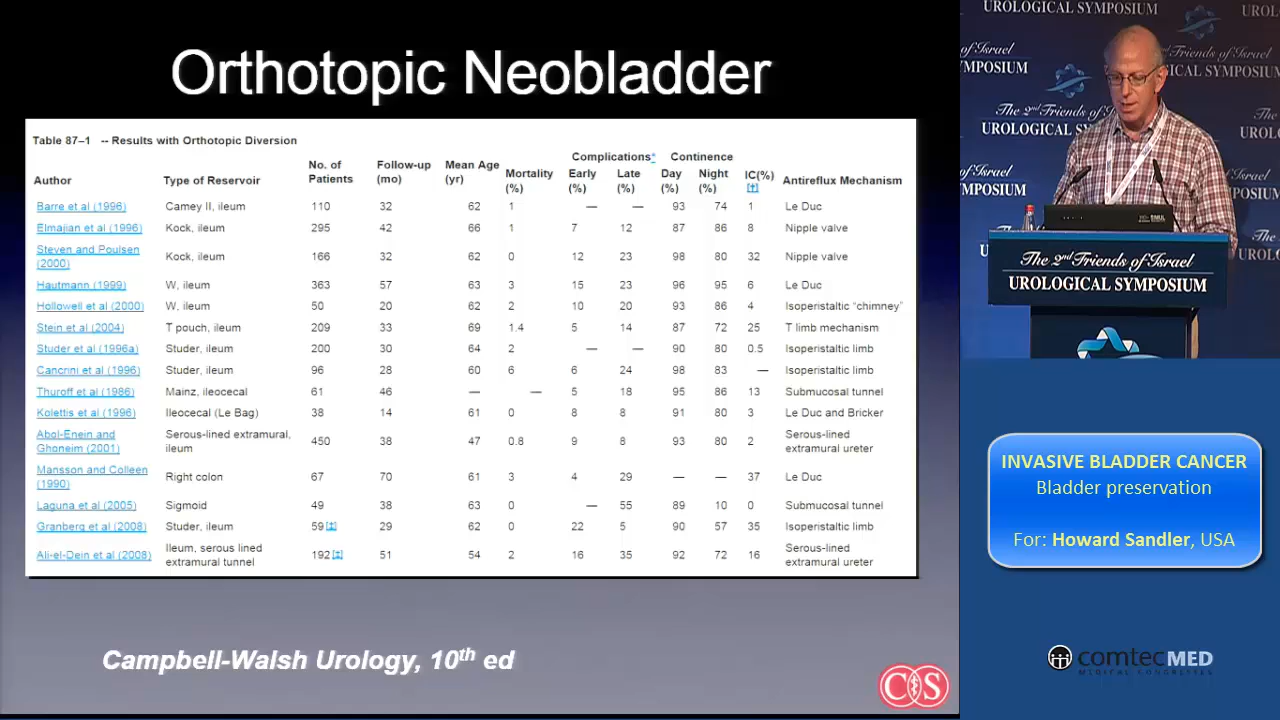 Orthotopic Neobladder
Table 87–1 -- Results with Orthotopic Diversion
Author Type of Reservoir No. of Patients Follow-up (mo) Mean Age (yr) Mortality (%) Complications* Early (%) Late (%) Continence Day (%) Night (%) IC(%) [†] Antireflux Mechanism
Barre et al (1996) Camey II, ileum 110 32 62 1 — — 93 74 1 Le Duc
Elmajian et al (1996) Kock, ileum 295 42 66 1 7 12 87 86 8 Nipple valve
Steven and Poulsen (2000) Kock, ileum 166 32 62 0 12 23 98 80 32 Nipple valve
Hautmann (1999) W, ileum 363 57 63 3 15 23 96 95 6 Le Duc
Hollowell et al (2000) W, ileum 50 20 62 2 10 20 93 86 4 Isoperistaltic “chimney”
Stein et al (2004) T pouch, ileum 209 33 69 1.4 5 14 87 72 25 T limb mechanism
Studer et al (1996a) Studer, ileum 200 30 64 2 — — 90 80 0.5 Isoperistaltic limb
Cancrini et al (1996) Studer, ileum 96 28 60 6 6 24 98 83 — Isoperistaltic limb
Thuroff et al (1986) Mainz, ileocecal 61 46 — — 5 18 95 86 13 Submucosal tunnel
Kolettis et al (1996) Ileocecal (Le Bag) 38 14 61 0 8 8 91 80 3 Le Duc and Bricker
Abol-Enein and Ghoneim (2001) Serous-lined extramural, ileum 450 38 47 0.8 9 8 93 80 2 Serous-lined extramural ureter
Mansson and Colleen (1990) Right colon 67 70 61 3 4 29 — — 37 Le Duc
Laguna et al (2005) Sigmoid 49 38 63 0 — 55 89 10 0 Submucosal tunnel
Granberg et al (2008) Studer, ileum 59 [‡] 29 62 0 22 5 90 57 35 Isoperistaltic limb
Ali-el-Dein et al (2008) Ileum, serous lined extramural tunnel 192 [‡] 51 54 2 16 35 92 72 16 Serous-lined extramural ureter
Campbell-Walsh Urology, 10th ed
CS
UROLOGICAL SYMPOSIUM
of Israel
YMPOSIUM
Friends of Israel
ICAL SYMPOSIUM
The 2nd Friends
UROLOGICAL
The 2nd Friends of Israel
UROLOGICAL SYMPOSIUM
INVASIVE BLADDER CANCER
Bladder preservation
For: Howard Sandler, USA
comtecMED
MEDICAL CONGRESSES